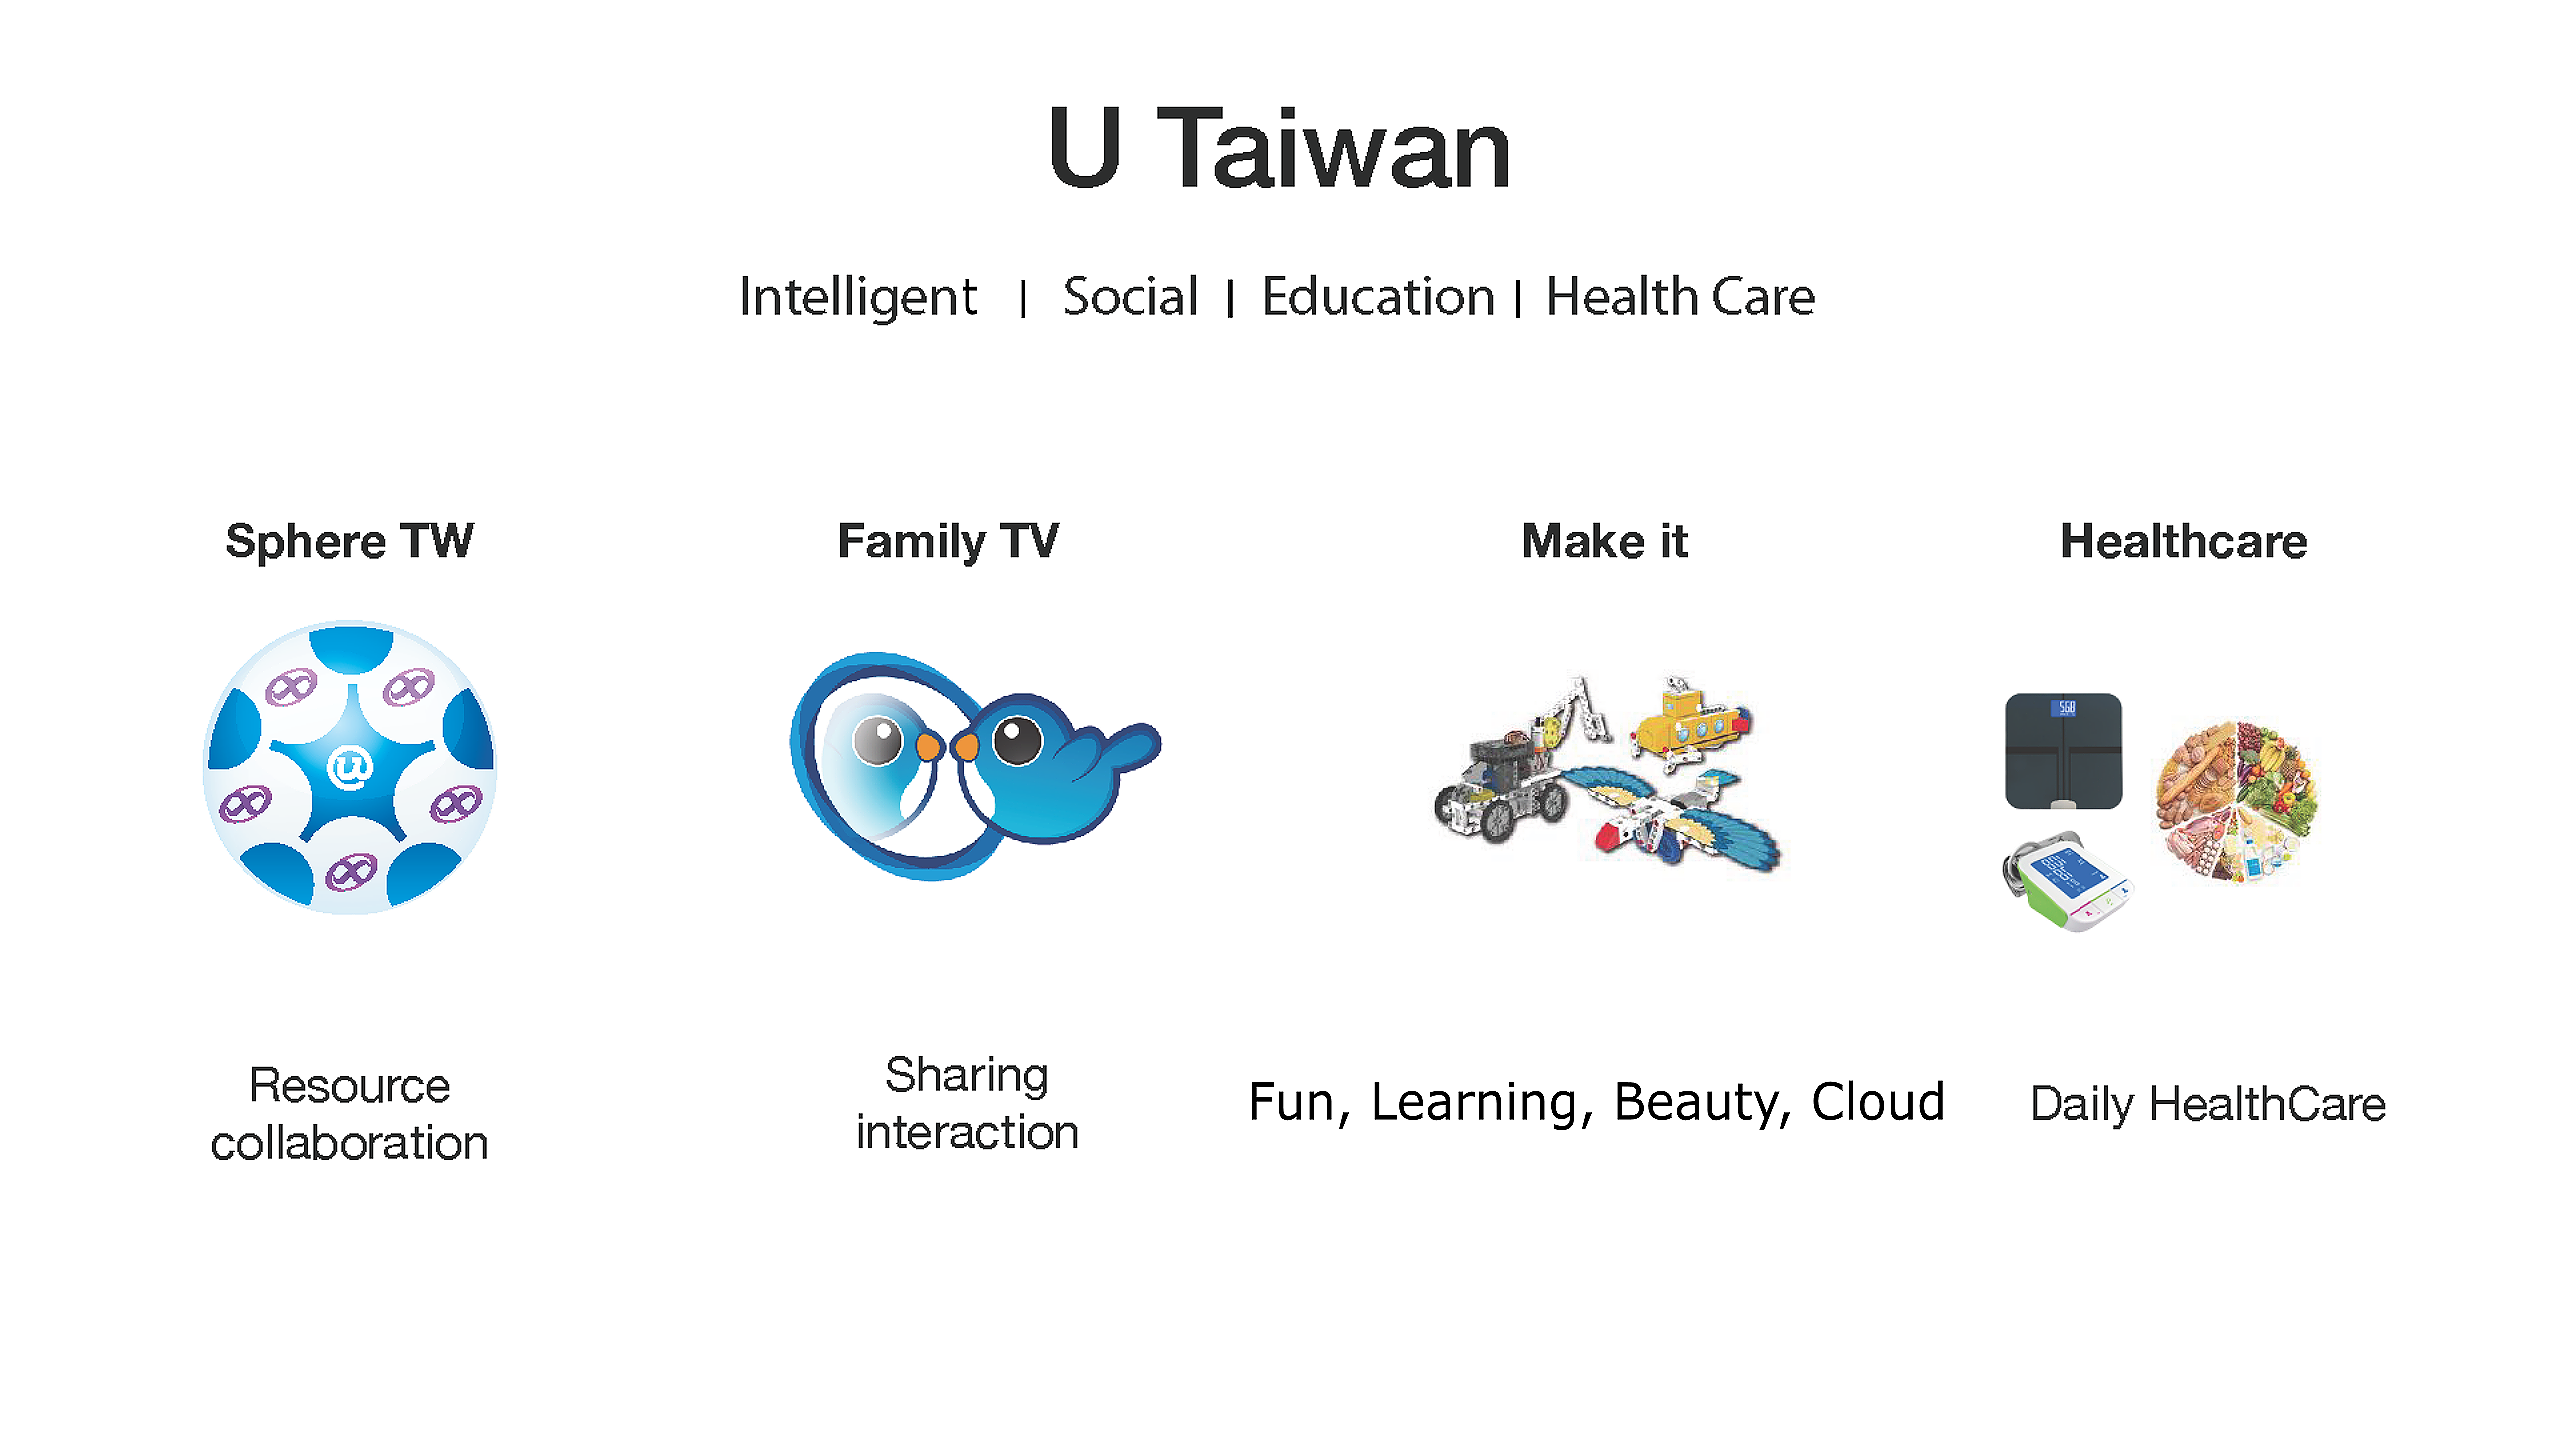 U Taiwan
Intelligent | Social | Education | Health Care
Sphere TW
Family TV
Make it
Healthcare
@
568
Resource
collaboration
Sharing
interaction
Fun, Learning, Beauty, Cloud
Daily HealthCare